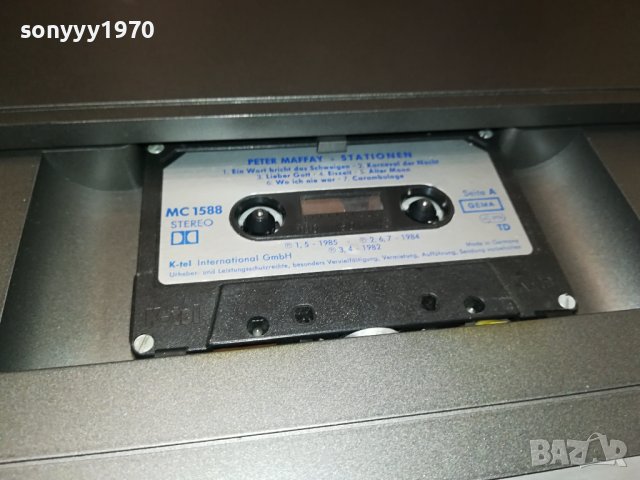 sonyyy1970
PETER MAFFAY - STATIONEN
1. Ein Wort bricht das Schweigen - 2. Karneval der Nacht
3. Lieber Gott - 4. Eiszeit - 5. Alter Mann
6. Wo ich nie war - 7. Carambolage
MC 1588
STEREO
Seite A
GEMA
TD
℗ 1, 5 - 1985 ℗ 2, 6, 7 - 1984
℗ 3, 4 - 1982
Made in Germany
K-tel International GmbH
Urheber- und Leistungsschutzrechte, besonders Vervielfältigung, Vermietung, Aufführung, Sendung vorbehalten
BAZAR
bazar.bg